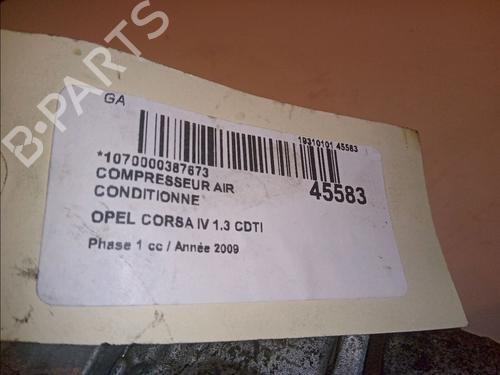 B-PARTS
GA
19310101 45583
*1070000387673
COMPRESSEUR AIR
CONDITIONNE
45583
OPEL CORSA IV 1.3 CDTI
Phase 1 cc / Année 2009